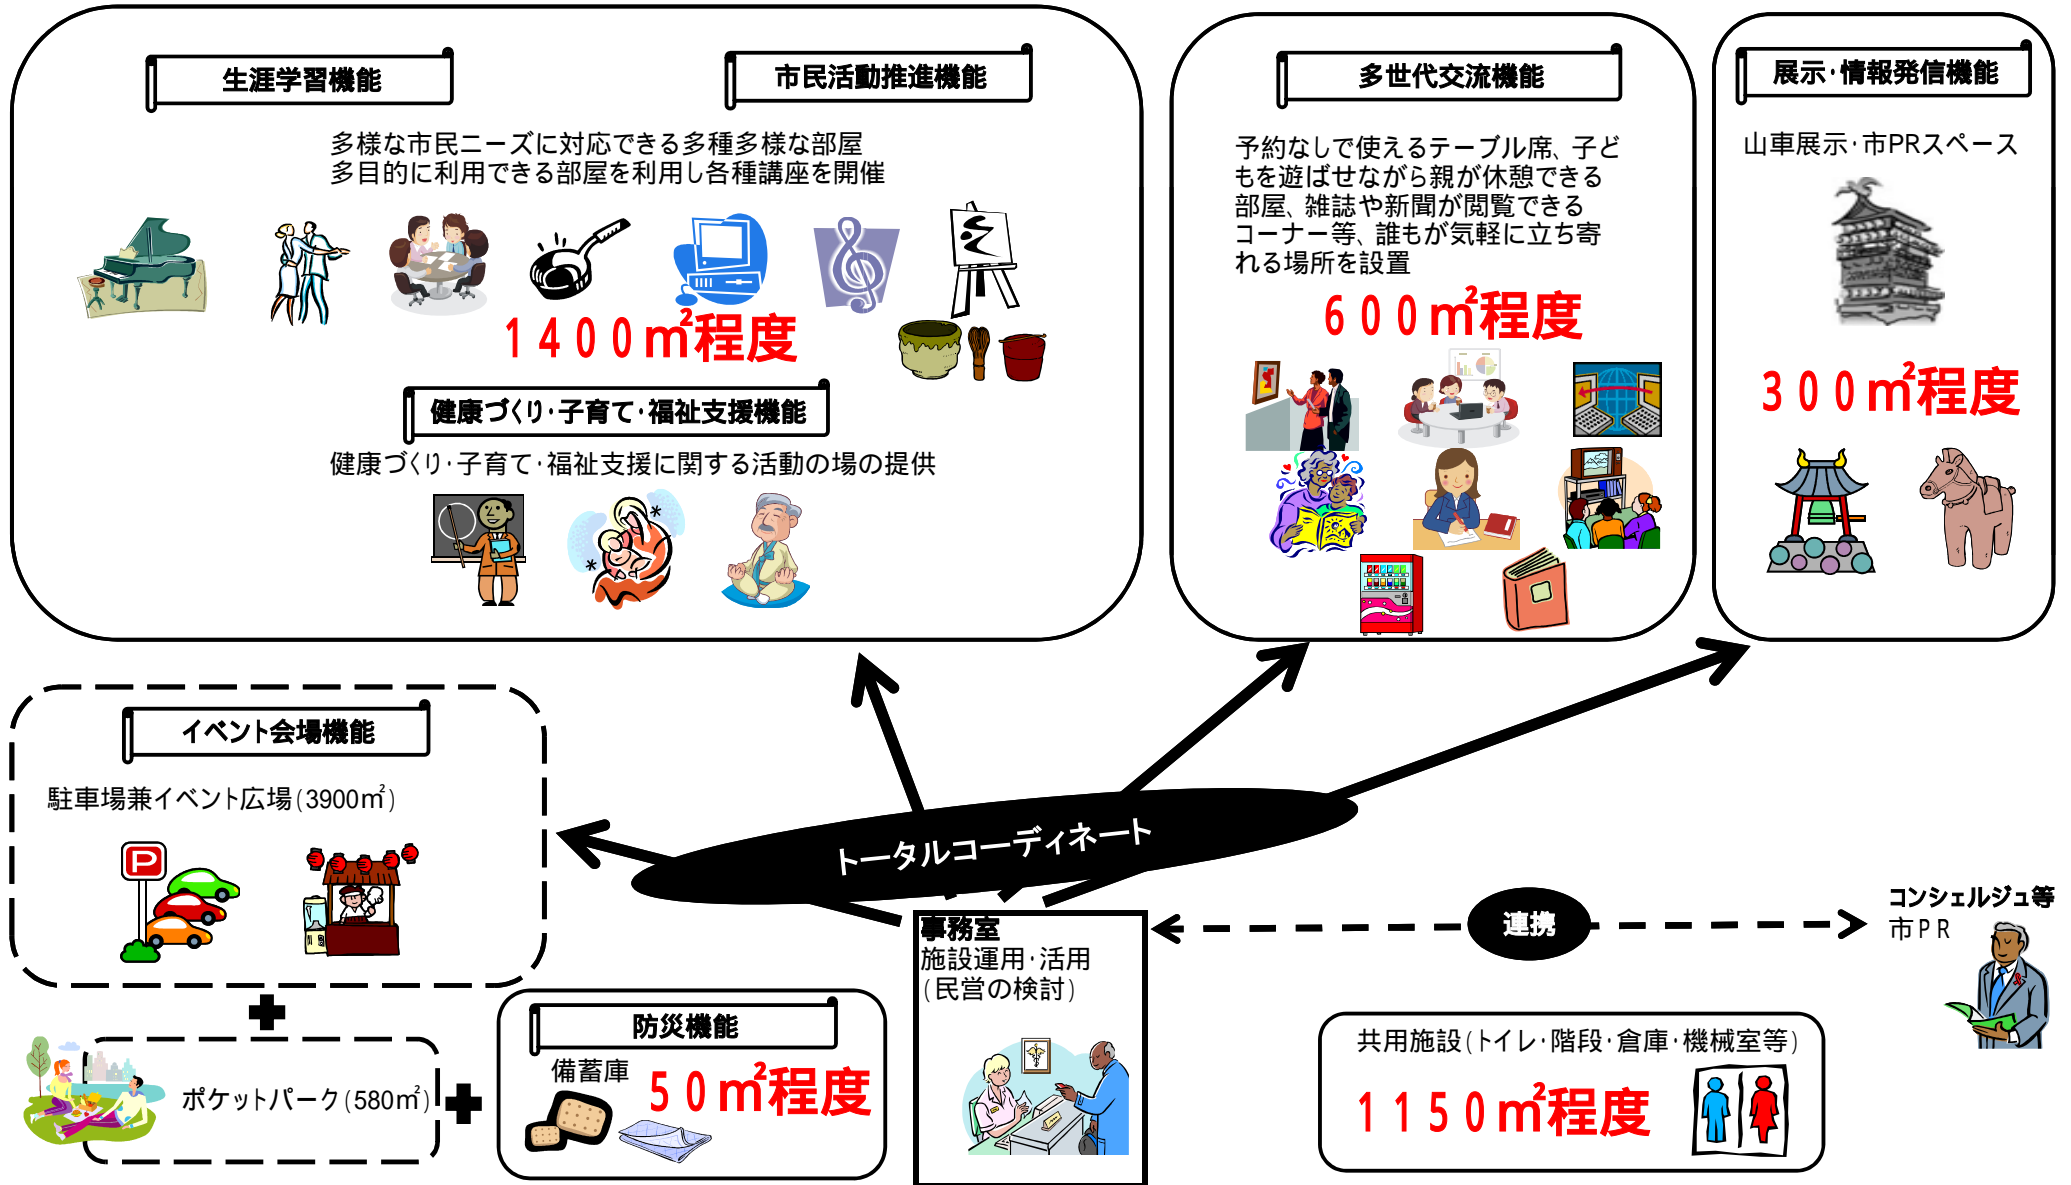 生涯学習機能
市民活動推進機能
多様な市民ニーズに対応できる多種多様な部屋
多目的に利用できる部屋を利用し各種講座を開催
1400㎡程度
健康づくり・子育て・福祉支援機能
健康づくり・子育て・福祉支援に関する活動の場の提供
多世代交流機能
予約なしで使えるテーブル席、子ど
もを遊ばせながら親が休憩できる
部屋、雑誌や新聞が閲覧できる
コーナー等、誰もが気軽に立ち寄
れる場所を設置
600㎡程度
展示・情報発信機能
山車展示・市PRスペース
300㎡程度
イベント会場機能
駐車場兼イベント広場(3900㎡)
P
トータルコーディネート
事務室
施設運用・活用
(民営の検討)
連携
コンシェルジュ等
市PR
ポケットパーク(580㎡)
防災機能
備蓄庫
50㎡程度
共用施設(トイレ・階段・倉庫・機械室等)
1150㎡程度